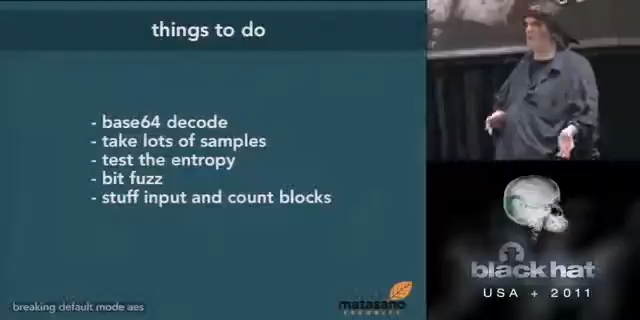 things to do
- base64 decode
- take lots of samples
- test the entropy
- bit fuzz
- stuff input and count blocks
breaking default mode aes
matasano
SECURITY
black hat
USA + 2011